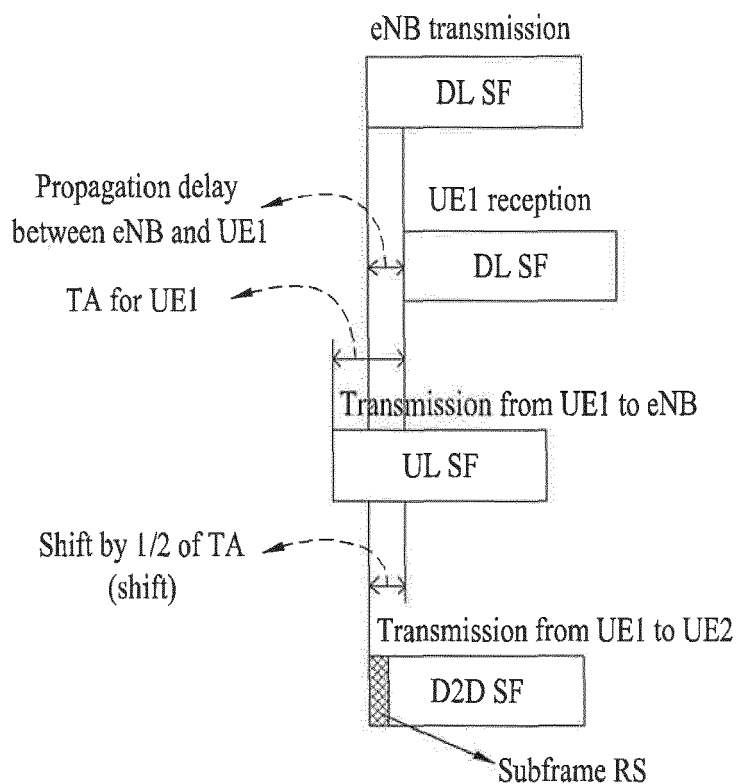 eNB transmission
DL SF
Propagation delay
between eNB and UE1
UE1 reception
DL SF
TA for UE1
Transmission from UE1 to eNB
UL SF
Shift by 1/2 of TA
(shift)
Transmission from UE1 to UE2
D2D SF
Subframe RS